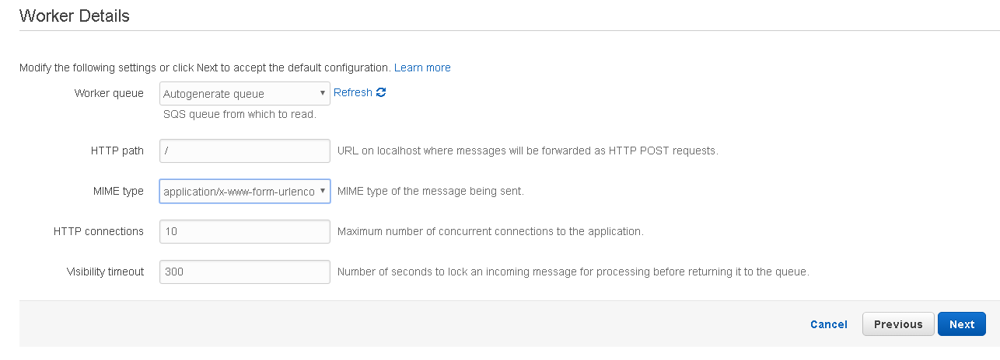 Worker Details
Modify the following settings or click Next to accept the default configuration. Learn more
Worker queue Autogenerate queue Refresh
SQS queue from which to read.
HTTP path / URL on localhost where messages will be forwarded as HTTP POST requests.
MIME type application/x-www-form-urlenco MIME type of the message being sent.
HTTP connections 10 Maximum number of concurrent connections to the application.
Visibility timeout 300 Number of seconds to lock an incoming message for processing before returning it to the queue.
Cancel Previous Next